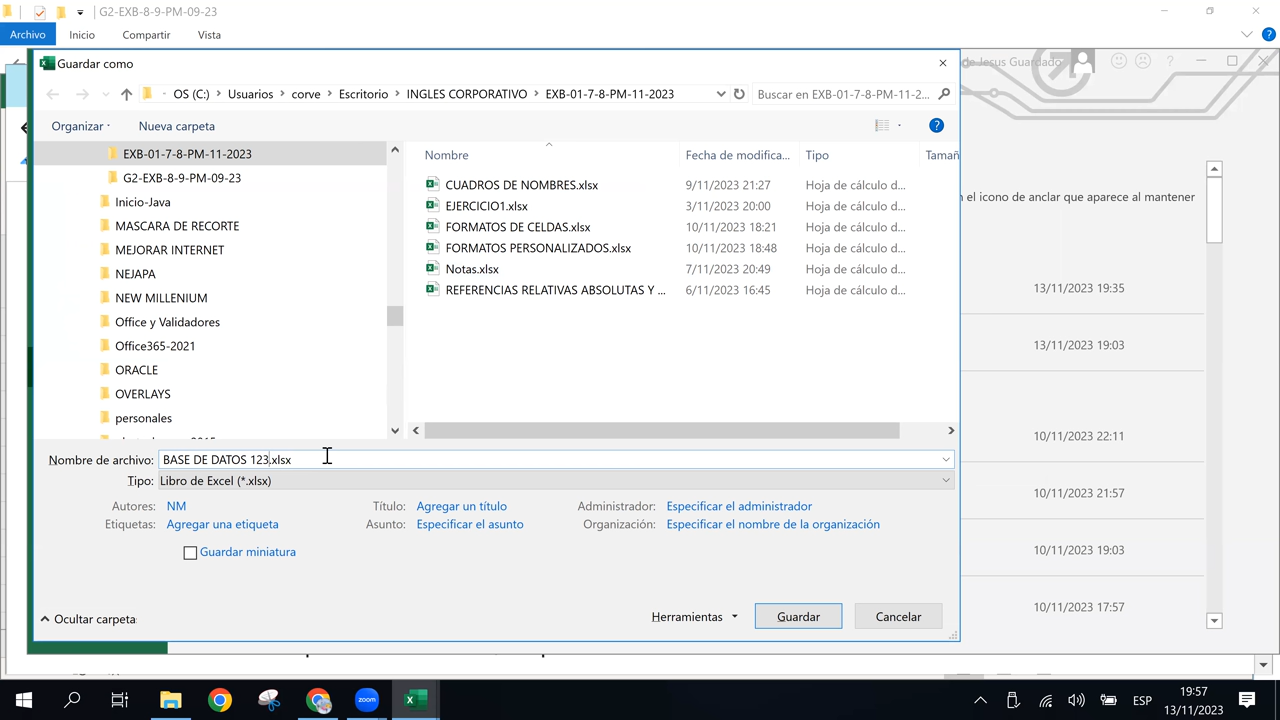 G2-EXB-8-9-PM-09-23
Archivo Inicio Compartir Vista
Guardar como
de Jesus Guardado
OS (C:) Usuarios corve Escritorio INGLES CORPORATIVO EXB-01-7-8-PM-11-2023
Buscar en EXB-01-7-8-PM-11-2...
Organizar Nueva carpeta
EXB-01-7-8-PM-11-2023
G2-EXB-8-9-PM-09-23
Inicio-Java
MASCARA DE RECORTE
MEJORAR INTERNET
NEJAPA
NEW MILLENIUM
Office y Validadores
Office365-2021
ORACLE
OVERLAYS
personales
Nombre Fecha de modifica... Tipo Tamañ
CUADROS DE NOMBRES.xlsx 9/11/2023 21:27 Hoja de cálculo d...
EJERCICIO1.xlsx 3/11/2023 20:00 Hoja de cálculo d...
FORMATOS DE CELDAS.xlsx 10/11/2023 18:21 Hoja de cálculo d...
FORMATOS PERSONALIZADOS.xlsx 10/11/2023 18:48 Hoja de cálculo d...
Notas.xlsx 7/11/2023 20:49 Hoja de cálculo d...
REFERENCIAS RELATIVAS ABSOLUTAS Y ... 6/11/2023 16:45 Hoja de cálculo d...
n el icono de anclar que aparece al mantener
13/11/2023 19:35
13/11/2023 19:03
10/11/2023 22:11
10/11/2023 21:57
10/11/2023 19:03
10/11/2023 17:57
Nombre de archivo: BASE DE DATOS 123.xlsx
Tipo: Libro de Excel (*.xlsx)
Autores: NM Título: Agregar un título Administrador: Especificar el administrador
Etiquetas: Agregar una etiqueta Asunto: Especificar el asunto Organización: Especificar el nombre de la organización
Guardar miniatura
Ocultar carpeta Herramientas Guardar Cancelar
zoom
ESP
19:57
13/11/2023